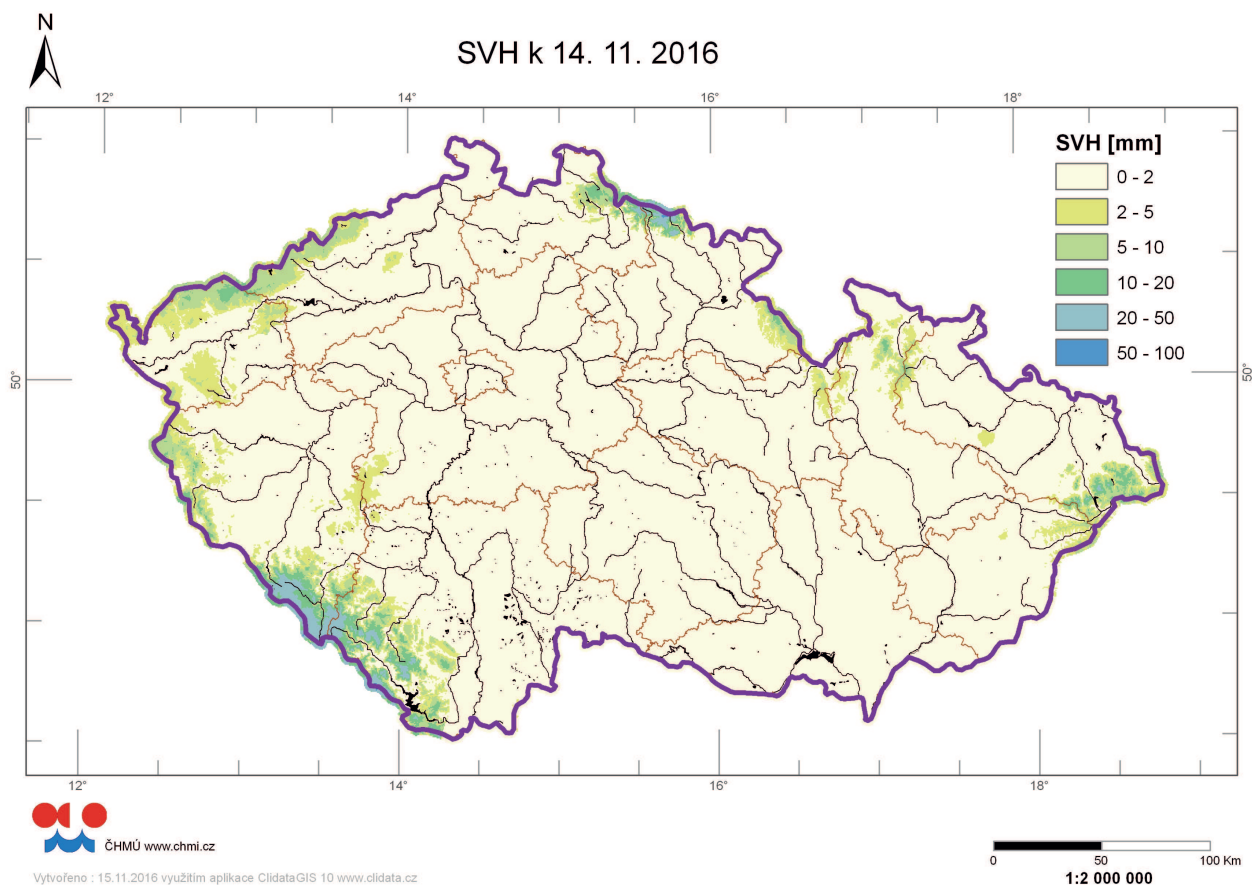 N
SVH k 14. 11. 2016
12° 14° 16° 18°
SVH [mm]
0 - 2
2 - 5
5 - 10
10 - 20
20 - 50
50 - 100
50° 50°
12° 14° 16° 18°
ČHMÚ www.chmi.cz
0 50 100 Km
1:2 000 000
Vytvořeno : 15.11.2016 využitím aplikace ClidataGIS 10 www.clidata.cz